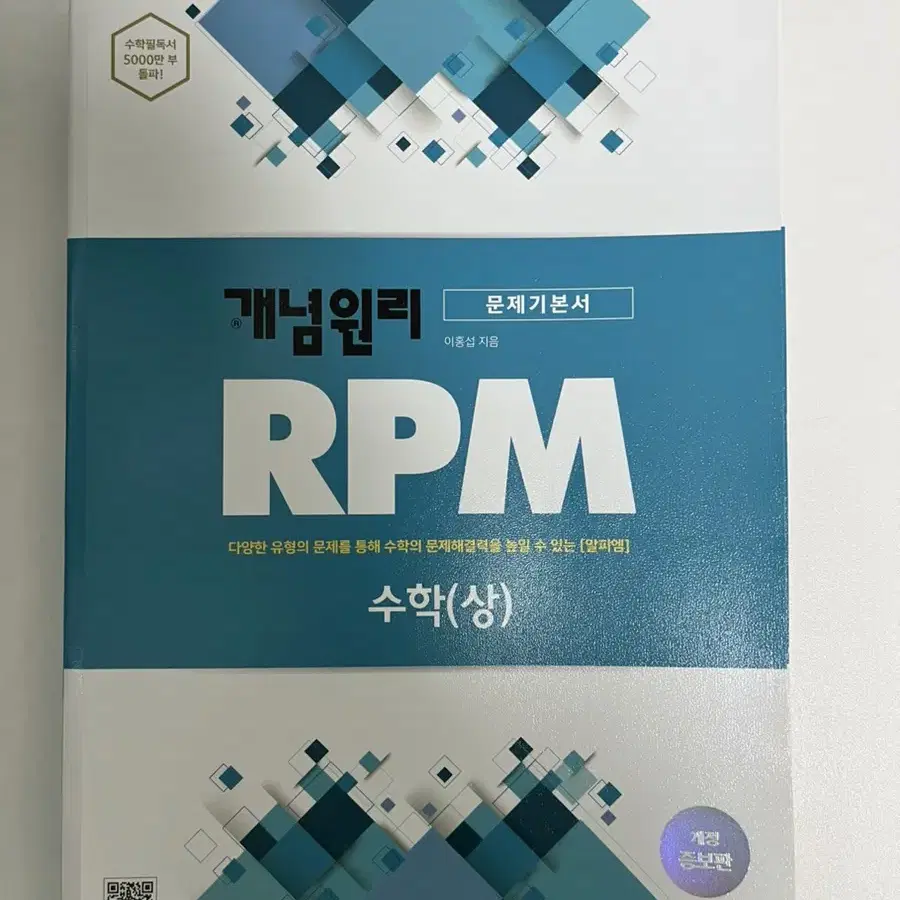 수학필독서
5000만 부
돌파!
개념원리
®
문제기본서
이홍섭 지음
RPM
다양한 유형의 문제를 통해 수학의 문제해결력을 높일 수 있는 [알피엠]
수학(상)
개정
증보판